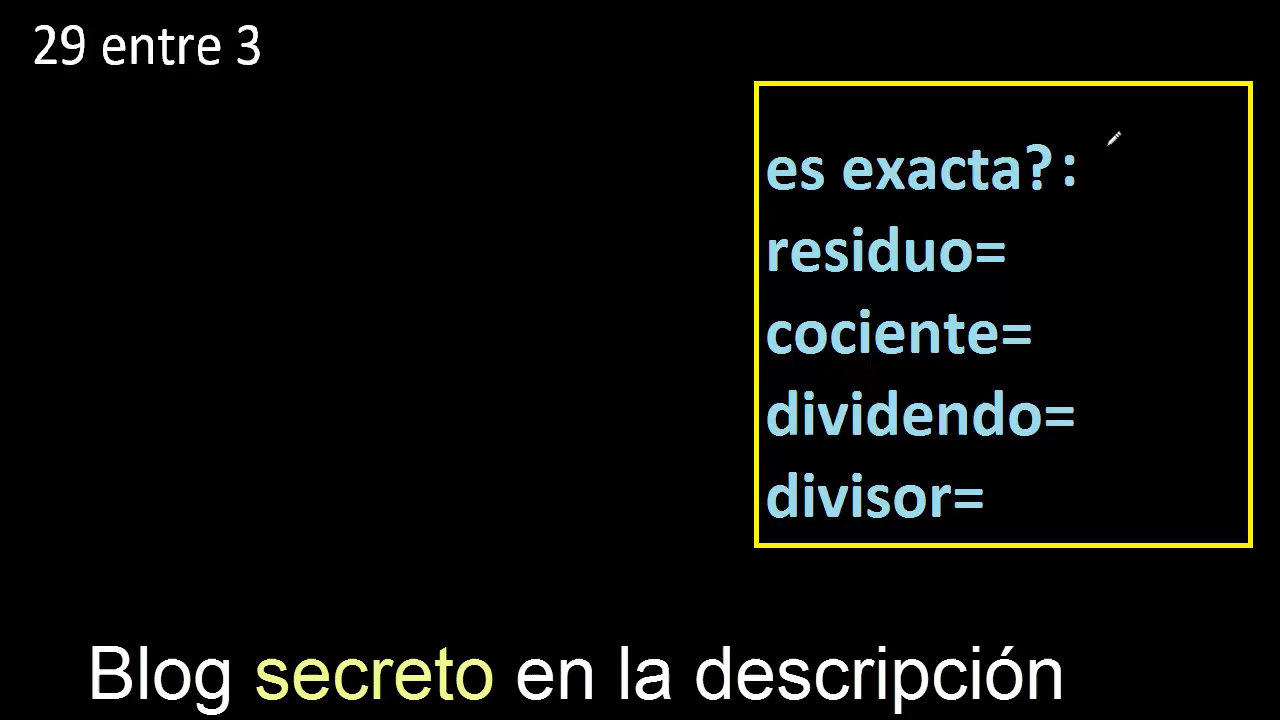 29 entre 3
es exacta?:
residuo=
cociente=
dividendo=
divisor=
Blog secreto en la descripción